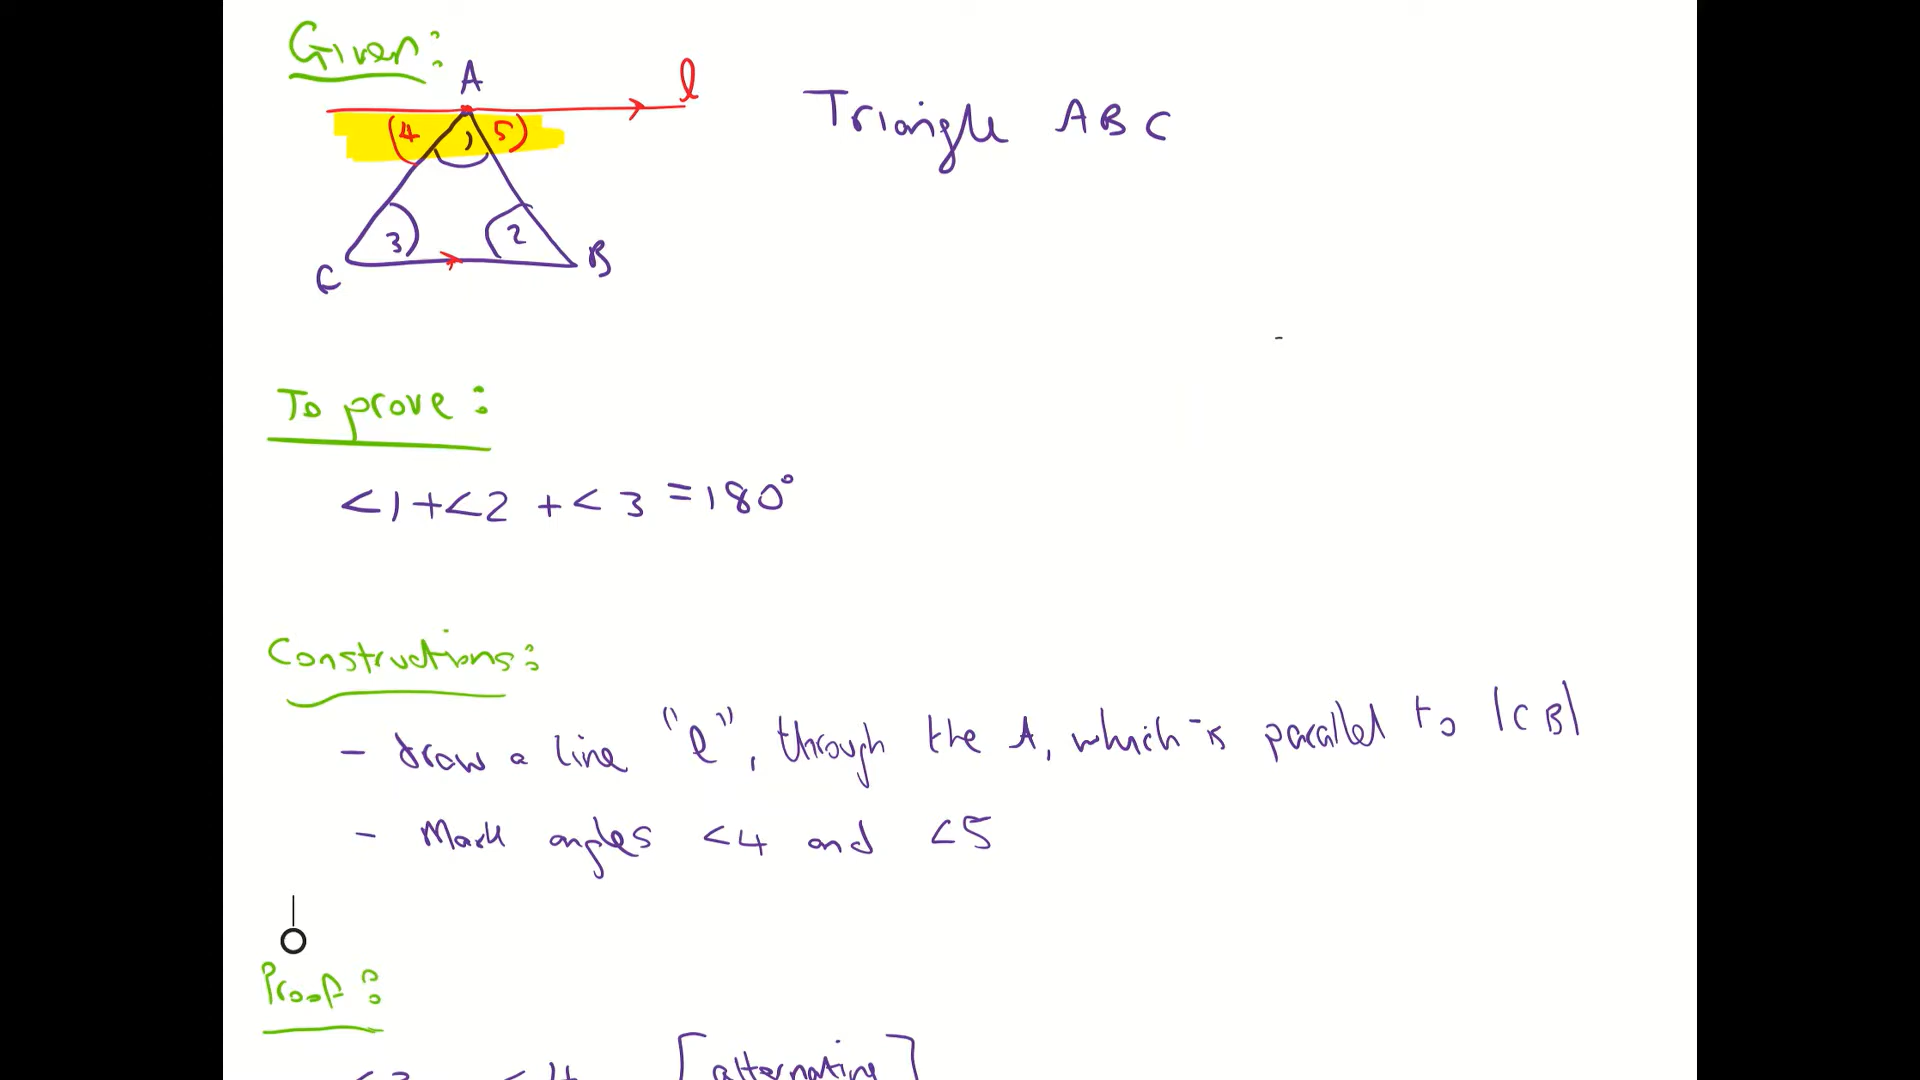 Given:
A
l
Triangle ABC
4
1
5
3
2
C
B
To prove:
<1+<2 + <3 =180°
Constructions:
- draw a line "l", through the A, which is parallel to |CB|
- Mark angles <4 and <5
Proof:
[alternating]